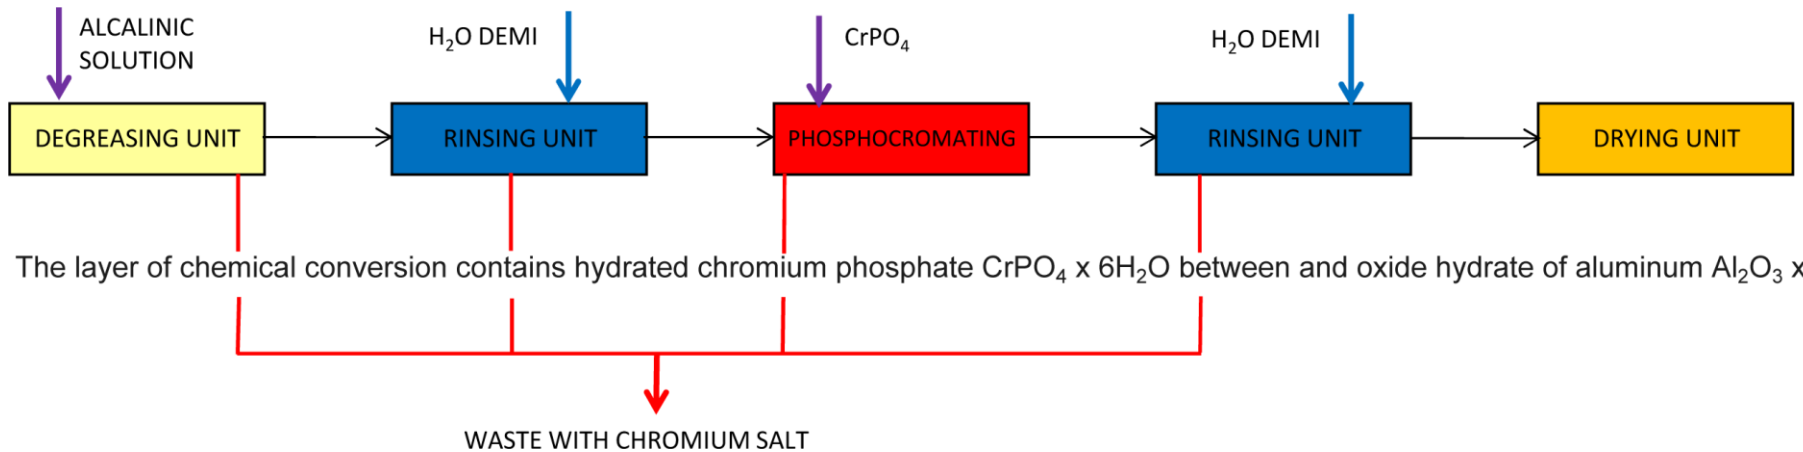 ALCALINIC
SOLUTION
H₂O DEMI
CrPO₄
H₂O DEMI
DEGREASING UNIT
RINSING UNIT
PHOSPHOCROMATING
RINSING UNIT
DRYING UNIT
The layer of chemical conversion contains hydrated chromium phosphate CrPO₄ x 6H₂O between and oxide hydrate of aluminum Al₂O₃ x
WASTE WITH CHROMIUM SALT